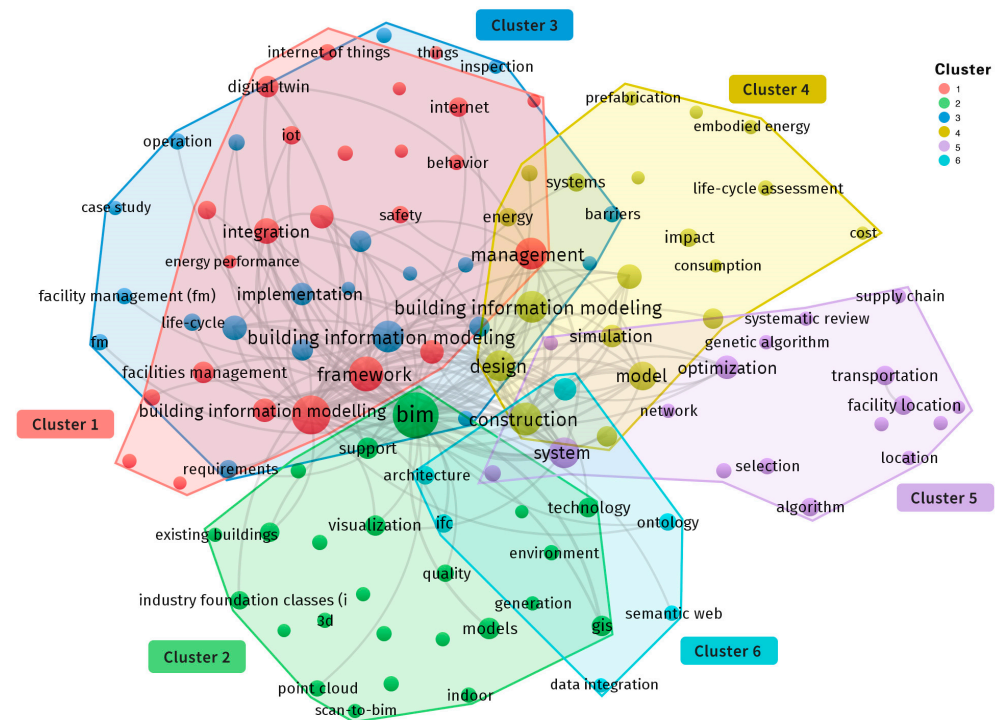 Cluster 3
internet of things
things
inspection
Cluster
1
2
3
4
5
6
digital twin
internet
prefabrication
Cluster 4
embodied energy
operation
iot
behavior
systems
life-cycle assessment
case study
safety
energy
barriers
integration
impact
cost
energy performance
management
consumption
facility management (fm)
implementation
building information modeling
supply chain
life-cycle
systematic review
fm
building information modeling
simulation
genetic algorithm
facilities management
framework
design
model
optimization
transportation
building information modelling
bim
construction
network
facility location
Cluster 1
support
system
location
requirements
architecture
selection
Cluster 5
technology
algorithm
existing buildings
visualization
ifc
ontology
environment
quality
industry foundation classes (i
generation
semantic web
3d
models
gis
Cluster 2
Cluster 6
point cloud
indoor
data integration
scan-to-bim